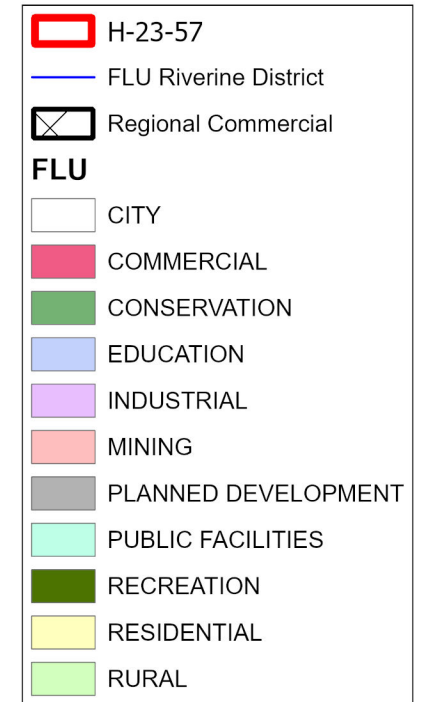 H-23-57
FLU Riverine District
Regional Commercial
FLU
CITY
COMMERCIAL
CONSERVATION
EDUCATION
INDUSTRIAL
MINING
PLANNED DEVELOPMENT
PUBLIC FACILITIES
RECREATION
RESIDENTIAL
RURAL